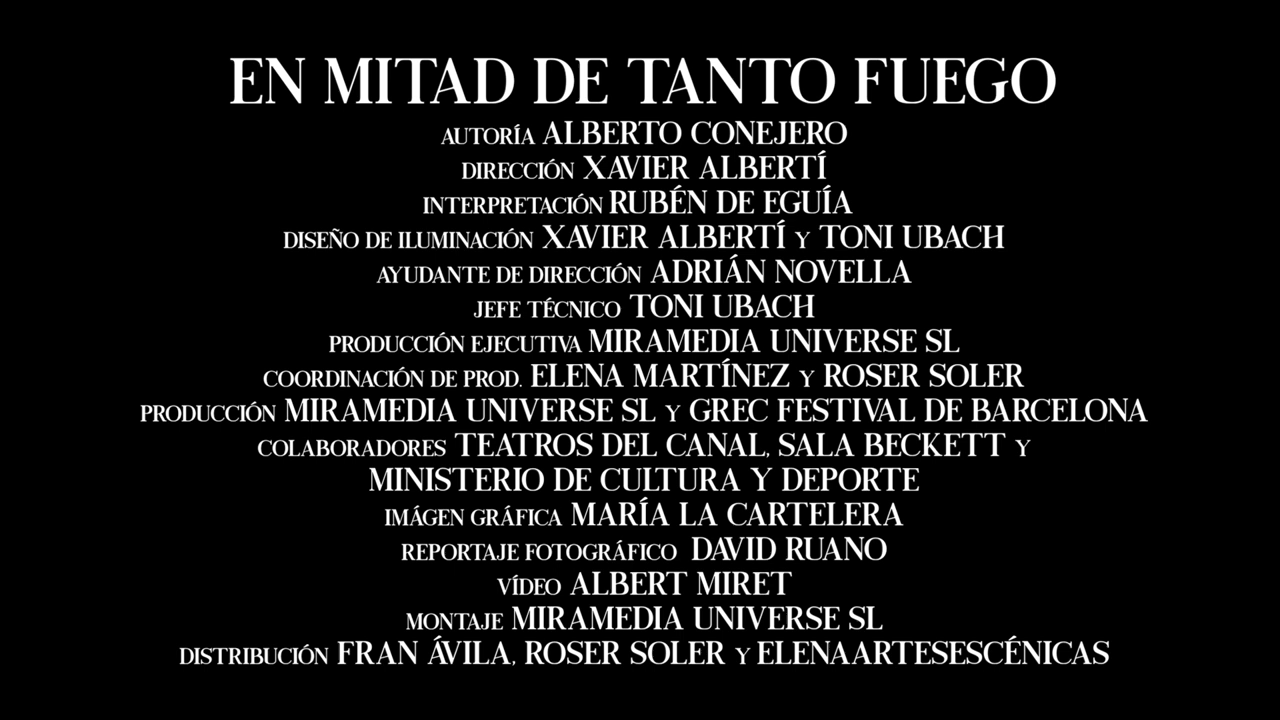 EN MITAD DE TANTO FUEGO
AUTORÍA ALBERTO CONEJERO
DIRECCIÓN XAVIER ALBERTÍ
INTERPRETACIÓN RUBÉN DE EGUÍA
DISEÑO DE ILUMINACIÓN XAVIER ALBERTÍ Y TONI UBACH
AYUDANTE DE DIRECCIÓN ADRIÁN NOVELLA
JEFE TÉCNICO TONI UBACH
PRODUCCIÓN EJECUTIVA MIRAMEDIA UNIVERSE SL
COORDINACIÓN DE PROD. ELENA MARTÍNEZ Y ROSER SOLER
PRODUCCIÓN MIRAMEDIA UNIVERSE SL Y GREC FESTIVAL DE BARCELONA
COLABORADORES TEATROS DEL CANAL, SALA BECKETT Y
MINISTERIO DE CULTURA Y DEPORTE
IMÁGEN GRÁFICA MARÍA LA CARTELERA
REPORTAJE FOTOGRÁFICO DAVID RUANO
VÍDEO ALBERT MIRET
MONTAJE MIRAMEDIA UNIVERSE SL
DISTRIBUCIÓN FRAN ÁVILA, ROSER SOLER Y ELENAARTESESCÉNICAS